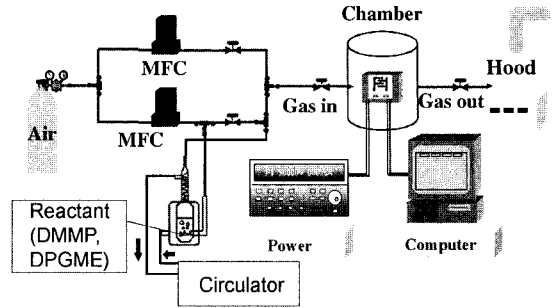 Chamber
MFC
Hood
Gas in
Gas out
Air
MFC
Reactant
(DMMP,
DPGME)
Power
Computer
Circulator